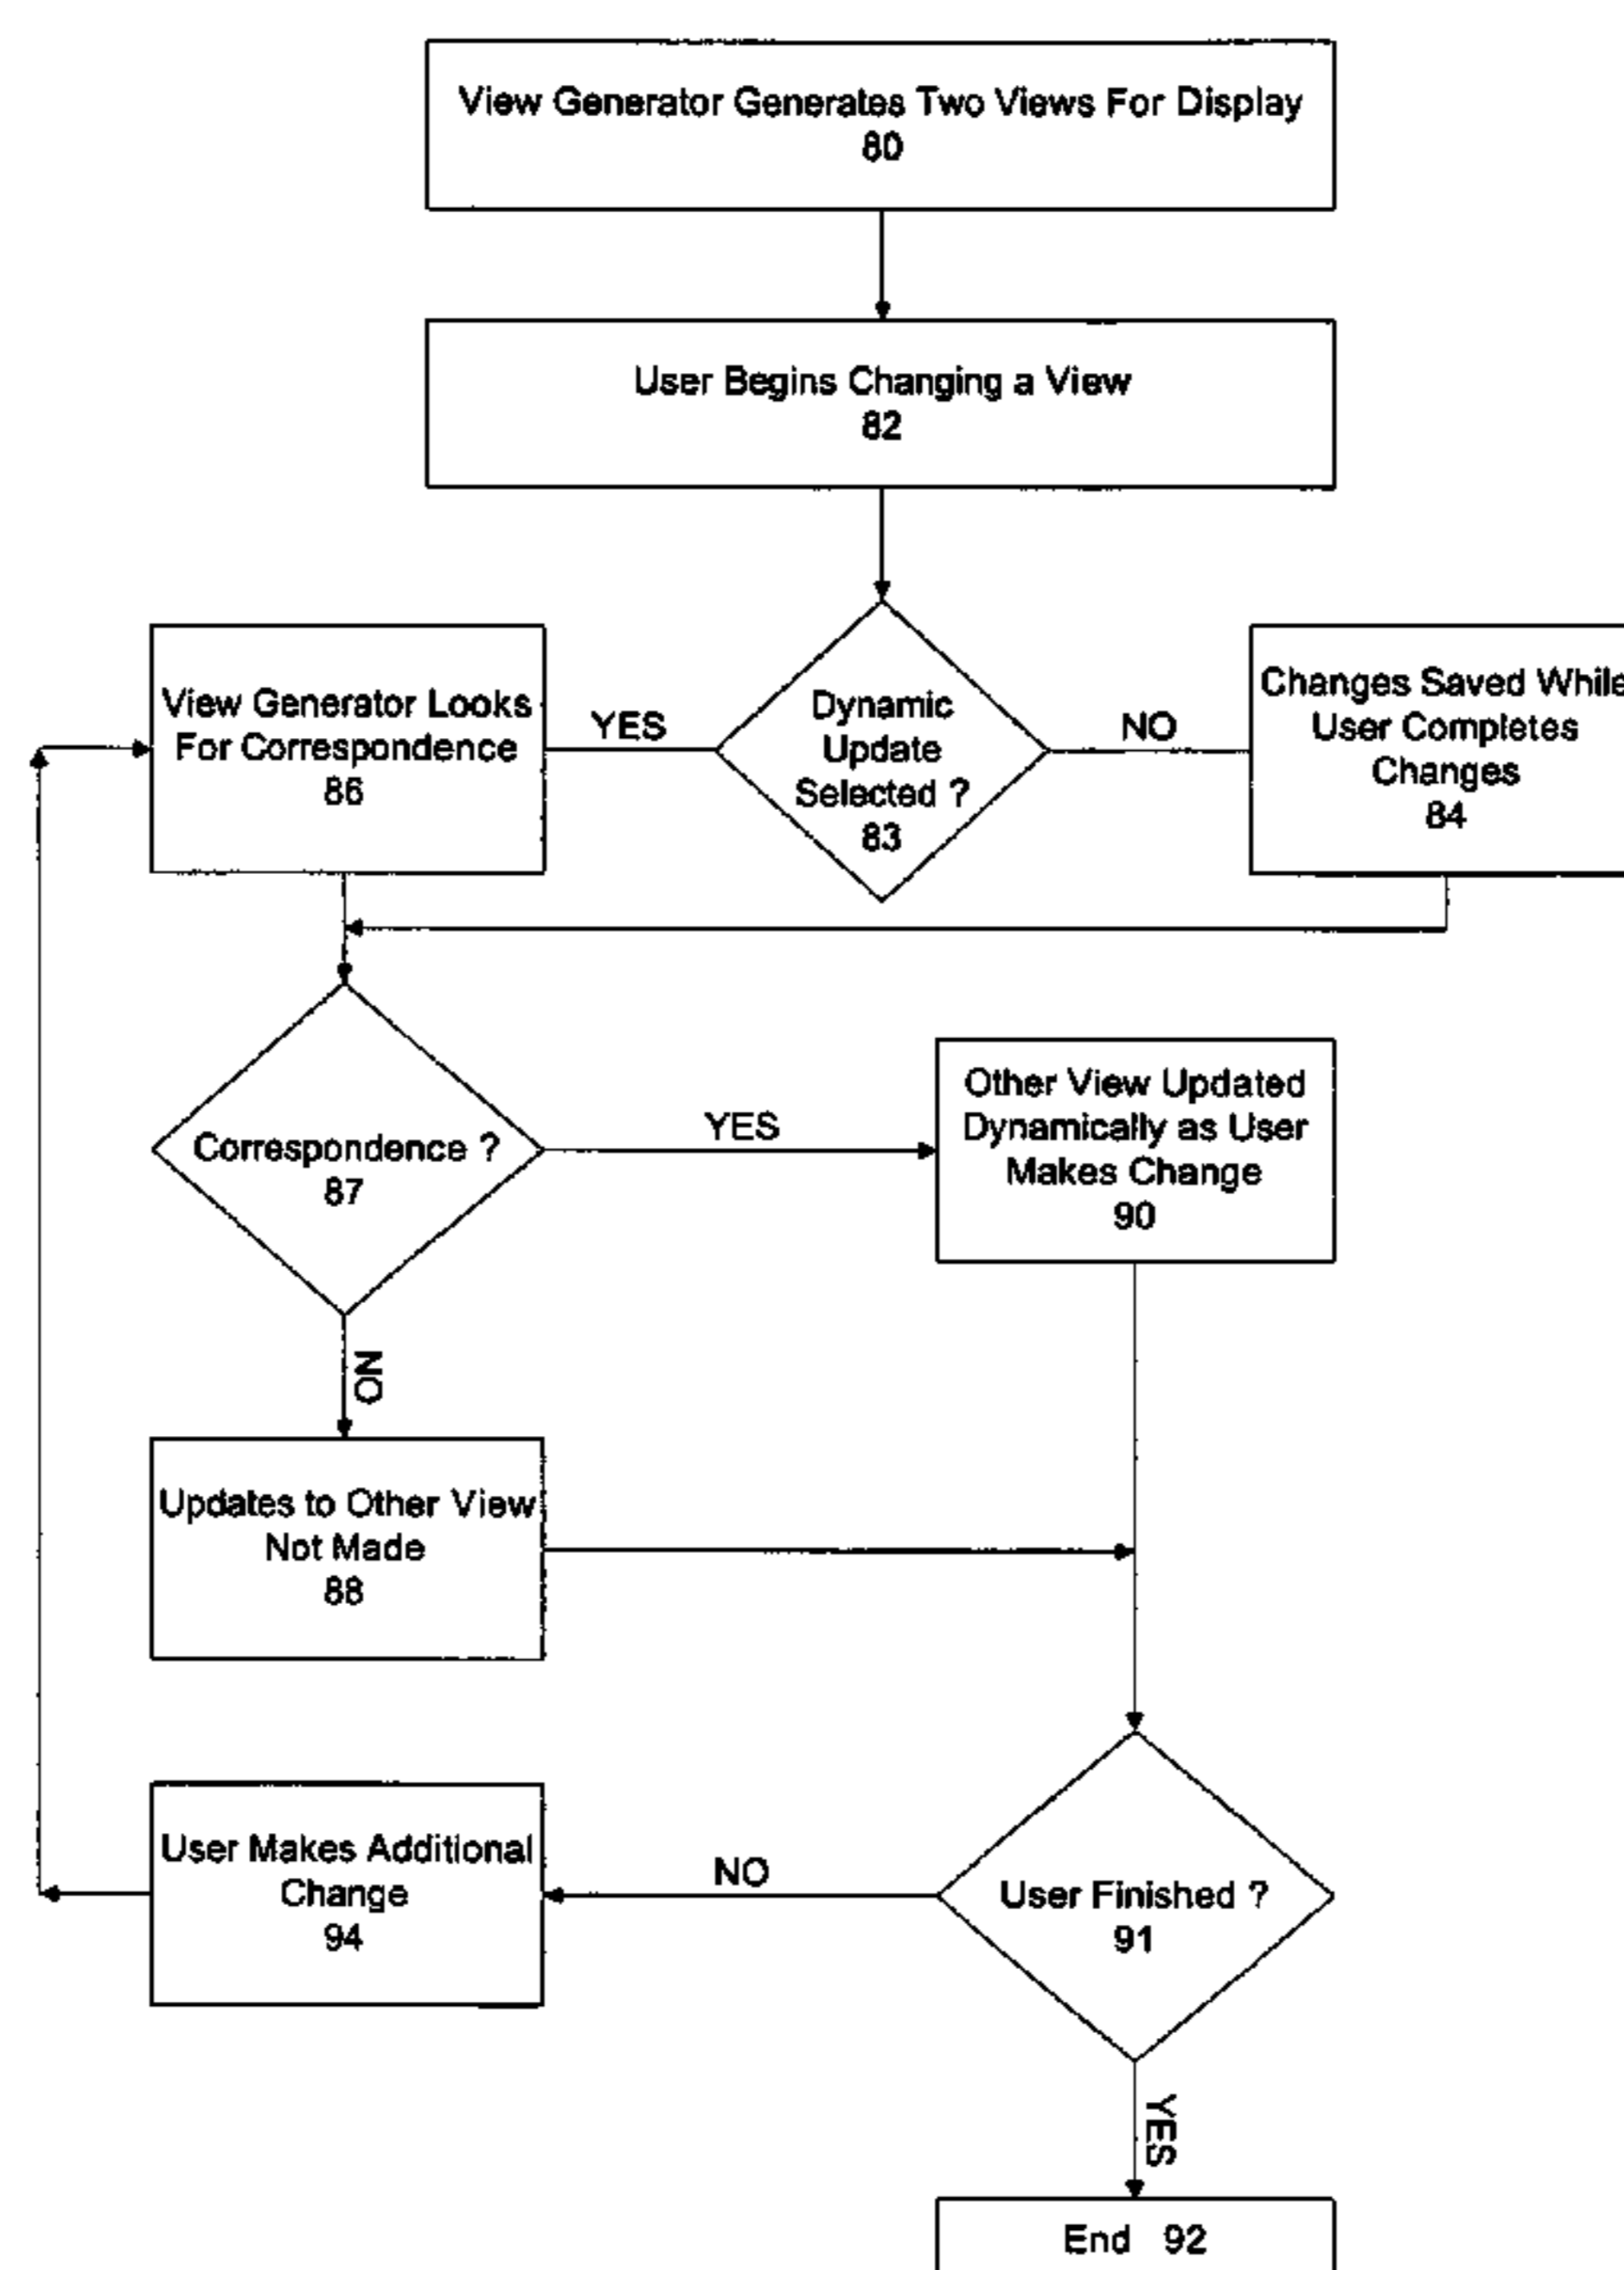 View Generator Generates Two Views For Display
80
User Begins Changing a View
82
View Generator Looks
For Correspondence
86
YES
Dynamic
Update
Selected ?
83
NO
Changes Saved While
User Completes
Changes
84
Correspondence ?
87
YES
Other View Updated
Dynamically as User
Makes Change
90
NO
Updates to Other View
Not Made
88
User Makes Additional
Change
94
NO
User Finished ?
91
YES
End 92